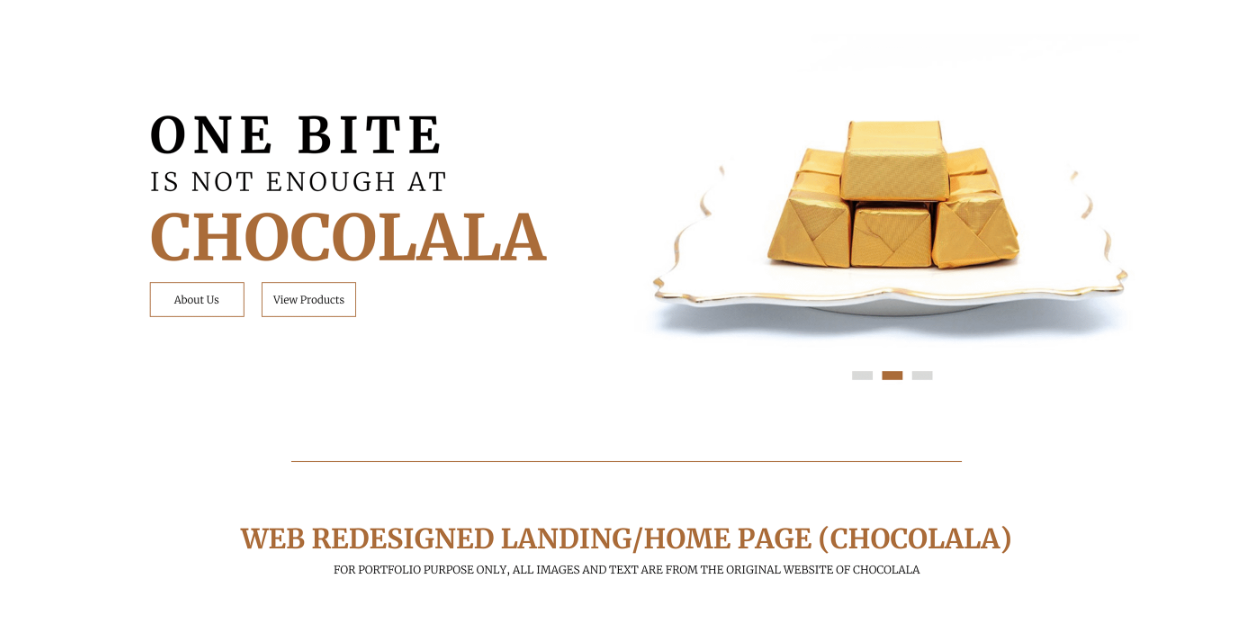 ONE BITE
IS NOT ENOUGH AT
CHOCOLALA
About Us
View Products
WEB REDESIGNED LANDING/HOME PAGE (CHOCOLALA)
FOR PORTFOLIO PURPOSE ONLY, ALL IMAGES AND TEXT ARE FROM THE ORIGINAL WEBSITE OF CHOCOLALA